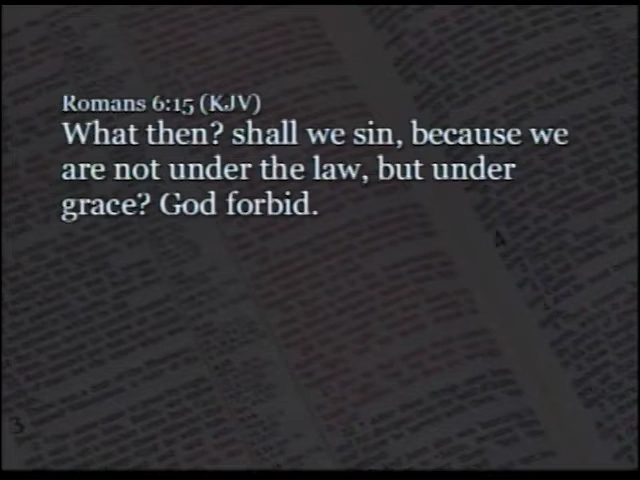 Romans 6:15 (KJV)
What then? shall we sin, because we
are not under the law, but under
grace? God forbid.